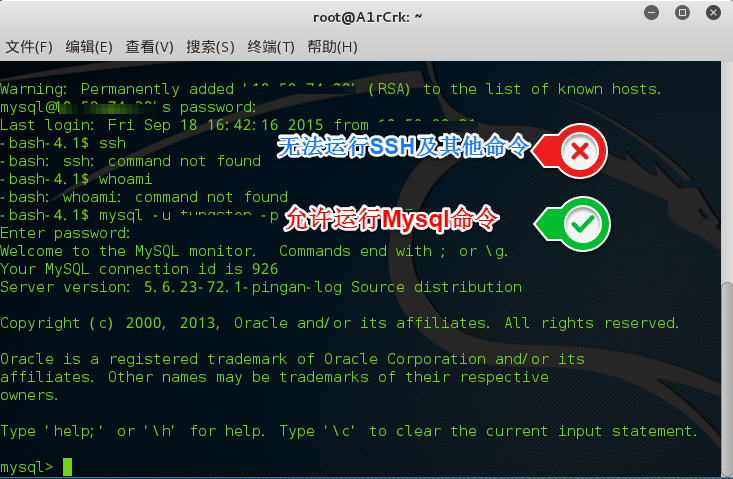 root@A1rCrk: ~
文件(F) 编辑(E) 查看(V) 搜索(S) 终端(T) 帮助(H)
Warning: Permanently added '10.59.74.29' (RSA) to the list of known hosts.
mysql@ 's password:
Last login: Fri Sep 18 16:42:16 2015 from
-bash-4.1$ ssh
无法运行SSH及其他命令
-bash: ssh: command not found
-bash-4.1$ whoami
-bash: whoami: command not found
-bash-4.1$ mysql -u tungsten -p
允许运行Mysql命令
Enter password:
Welcome to the MySQL monitor.  Commands end with ; or \g.
Your MySQL connection id is 926
Server version: 5.6.23-72.1-pingan-log Source distribution
Copyright (c) 2000, 2013, Oracle and/or its affiliates. All rights reserved.
Oracle is a registered trademark of Oracle Corporation and/or its
affiliates. Other names may be trademarks of their respective
owners.
Type 'help;' or '\h' for help. Type '\c' to clear the current input statement.
mysql>